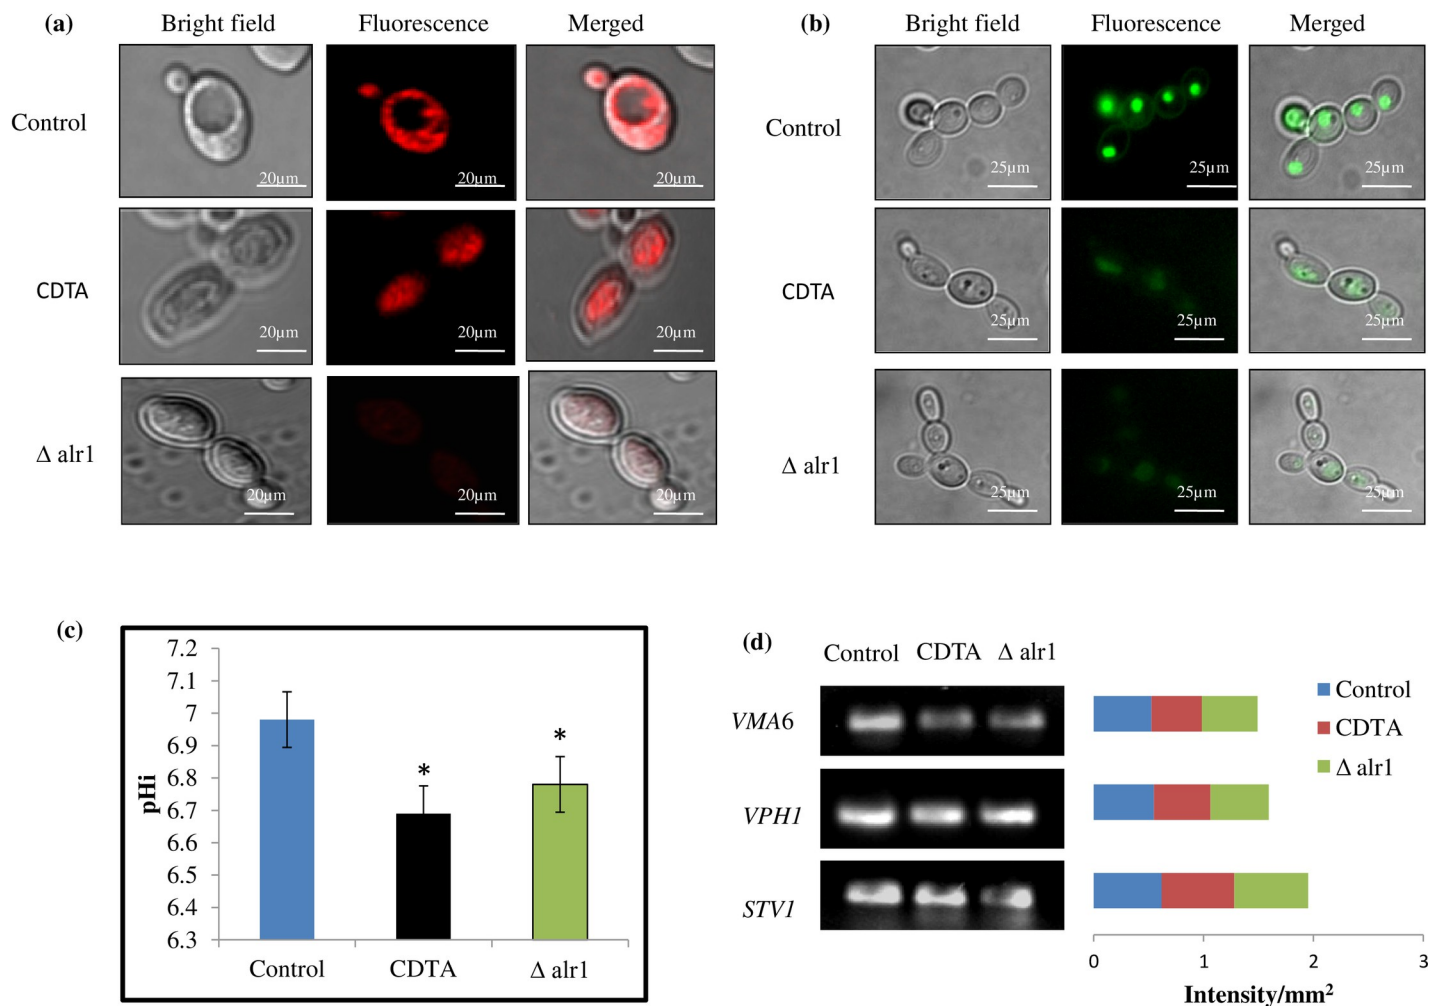 (a)
Bright field Fluorescence Merged
Control
20µm 20µm 20µm
CDTA
20µm 20µm 20µm
Δ alr1
20µm 20µm 20µm
(b)
Bright field Fluorescence Merged
Control
25µm 25µm 25µm
CDTA
25µm 25µm 25µm
Δ alr1
25µm 25µm 25µm
(c)
pHi
7.2
7.1
7
6.9
6.8
6.7
6.6
6.5
6.4
6.3
* *
Control CDTA Δ alr1
(d)
Control CDTA Δ alr1
VMA6
VPH1
STV1
Control
CDTA
Δ alr1
0 1 2 3
Intensity/mm²